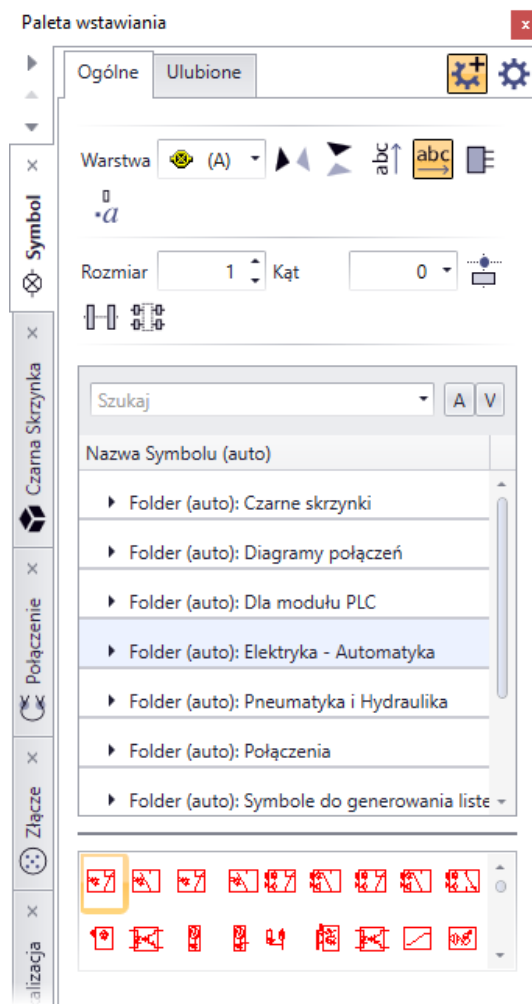 Paleta wstawiania
x
Ogólne Ulubione
Warstwa (A) abc abc
a
Rozmiar 1 Kąt 0
Szukaj A V
Nazwa Symbolu (auto)
Folder (auto): Czarne skrzynki
Folder (auto): Diagramy połączeń
Folder (auto): Dla modułu PLC
Folder (auto): Elektryka - Automatyka
Folder (auto): Pneumatyka i Hydraulika
Folder (auto): Połączenia
Folder (auto): Symbole do generowania liste
Symbol
Czarna Skrzynka
Połączenie
Złącze
alizacja